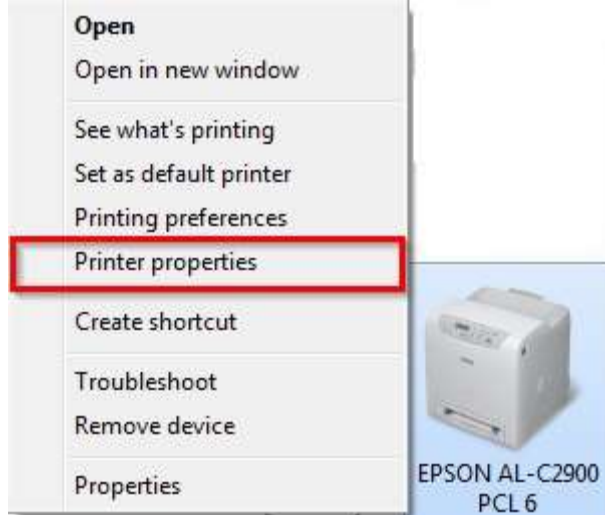 Open
Open in new window
See what's printing
Set as default printer
Printing preferences
Printer properties
Create shortcut
Troubleshoot
Remove device
Properties
EPSON AL-C2900
PCL 6